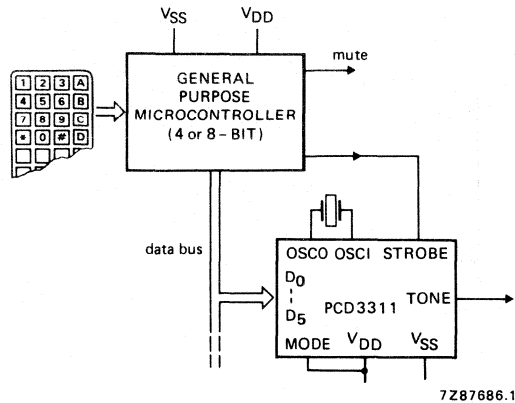 VSS VDD
mute
GENERAL
PURPOSE
MICROCONTROLLER
(4 or 8-BIT)
1 2 3 A
4 5 6 B
7 8 9 C
* 0 # D
data bus
OSCO OSCI STROBE
D0
D5
TONE
PCD3311
MODE VDD VSS
7Z87686.1